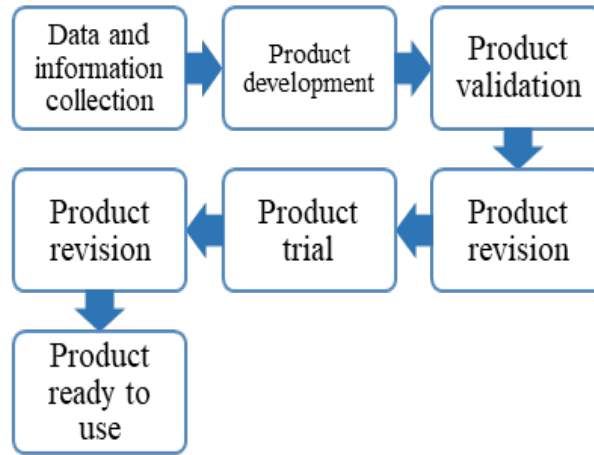 Data and
information
collection
Product
development
Product
validation
Product
revision
Product
trial
Product
revision
Product
ready to
use